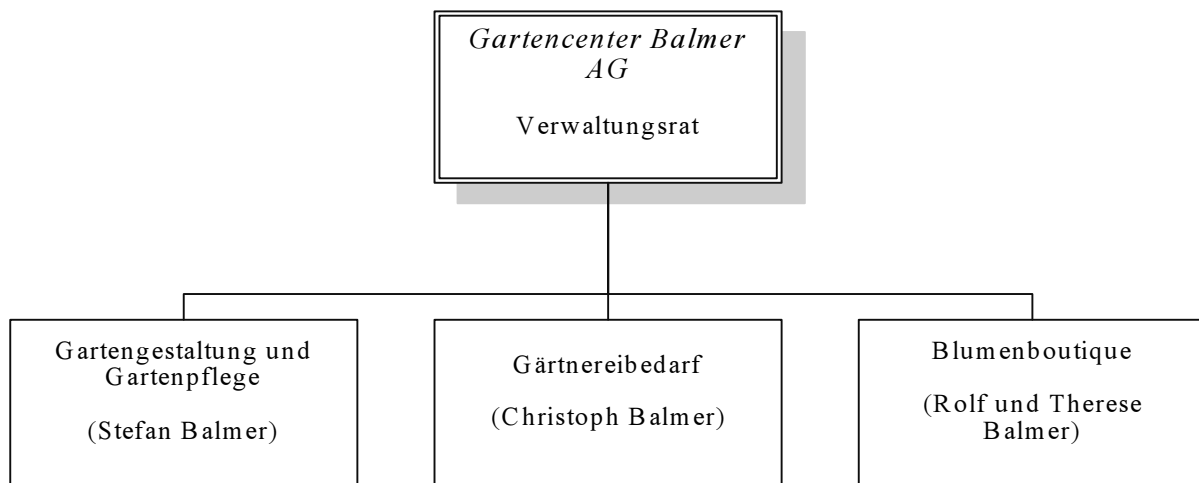 Gartencenter Balmer
AG
Verwaltungsrat
Gartengestaltung und
Gartenpflege
(Stefan Balmer)
Gärtnereibedarf
(Christoph Balmer)
Blumenboutique
(Rolf und Therese
Balmer)